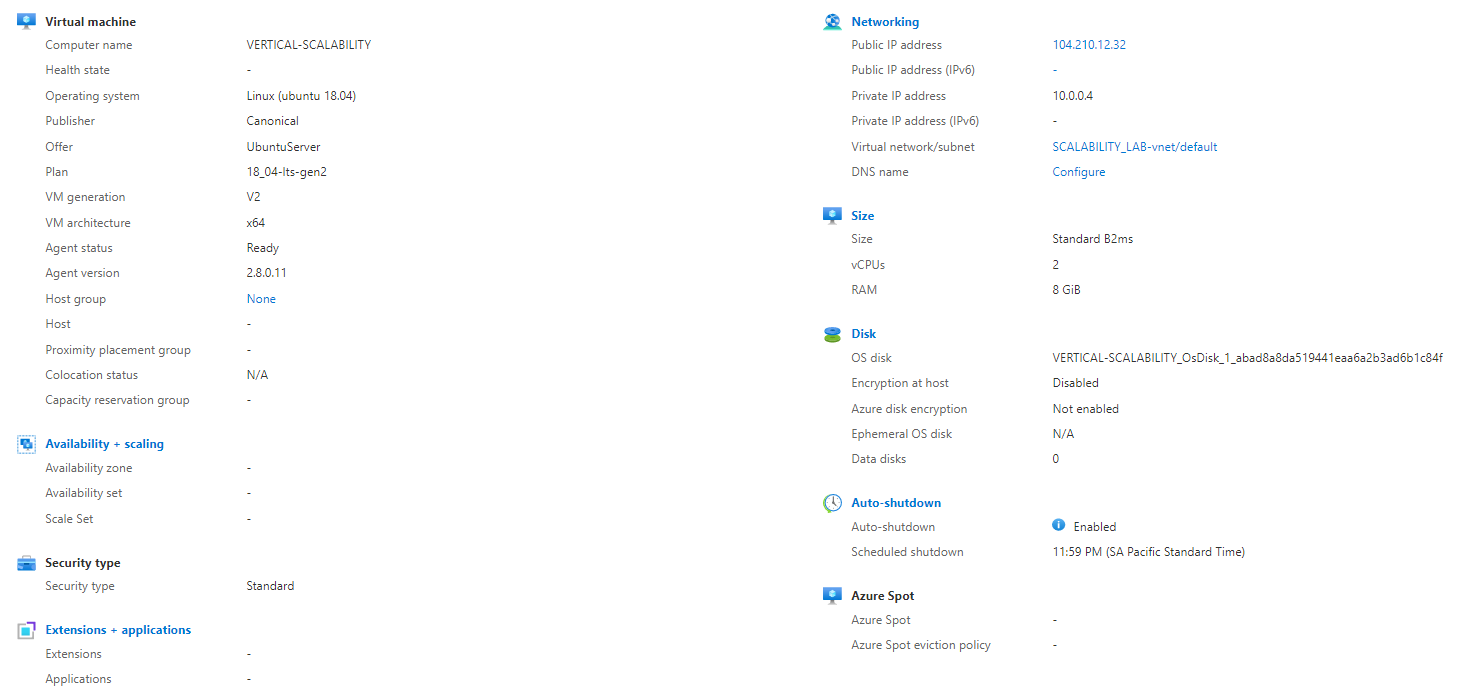 Virtual machine
Computer name VERTICAL-SCALABILITY
Health state -
Operating system Linux (ubuntu 18.04)
Publisher Canonical
Offer UbuntuServer
Plan 18_04-lts-gen2
VM generation V2
VM architecture x64
Agent status Ready
Agent version 2.8.0.11
Host group None
Host -
Proximity placement group -
Colocation status N/A
Capacity reservation group -
Availability + scaling
Availability zone -
Availability set -
Scale Set -
Security type
Security type Standard
Extensions + applications
Extensions -
Applications -
Networking
Public IP address 104.210.12.32
Public IP address (IPv6) -
Private IP address 10.0.0.4
Private IP address (IPv6) -
Virtual network/subnet SCALABILITY_LAB-vnet/default
DNS name Configure
Size
Size Standard B2ms
vCPUs 2
RAM 8 GiB
Disk
OS disk VERTICAL-SCALABILITY_OsDisk_1_abad8a8da519441eaa6a2b3ad6b1c84f
Encryption at host Disabled
Azure disk encryption Not enabled
Ephemeral OS disk N/A
Data disks 0
Auto-shutdown
Auto-shutdown Enabled
Scheduled shutdown 11:59 PM (SA Pacific Standard Time)
Azure Spot
Azure Spot -
Azure Spot eviction policy -